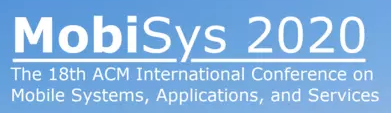 MobiSys 2020
The 18th ACM International Conference on
Mobile Systems, Applications, and Services